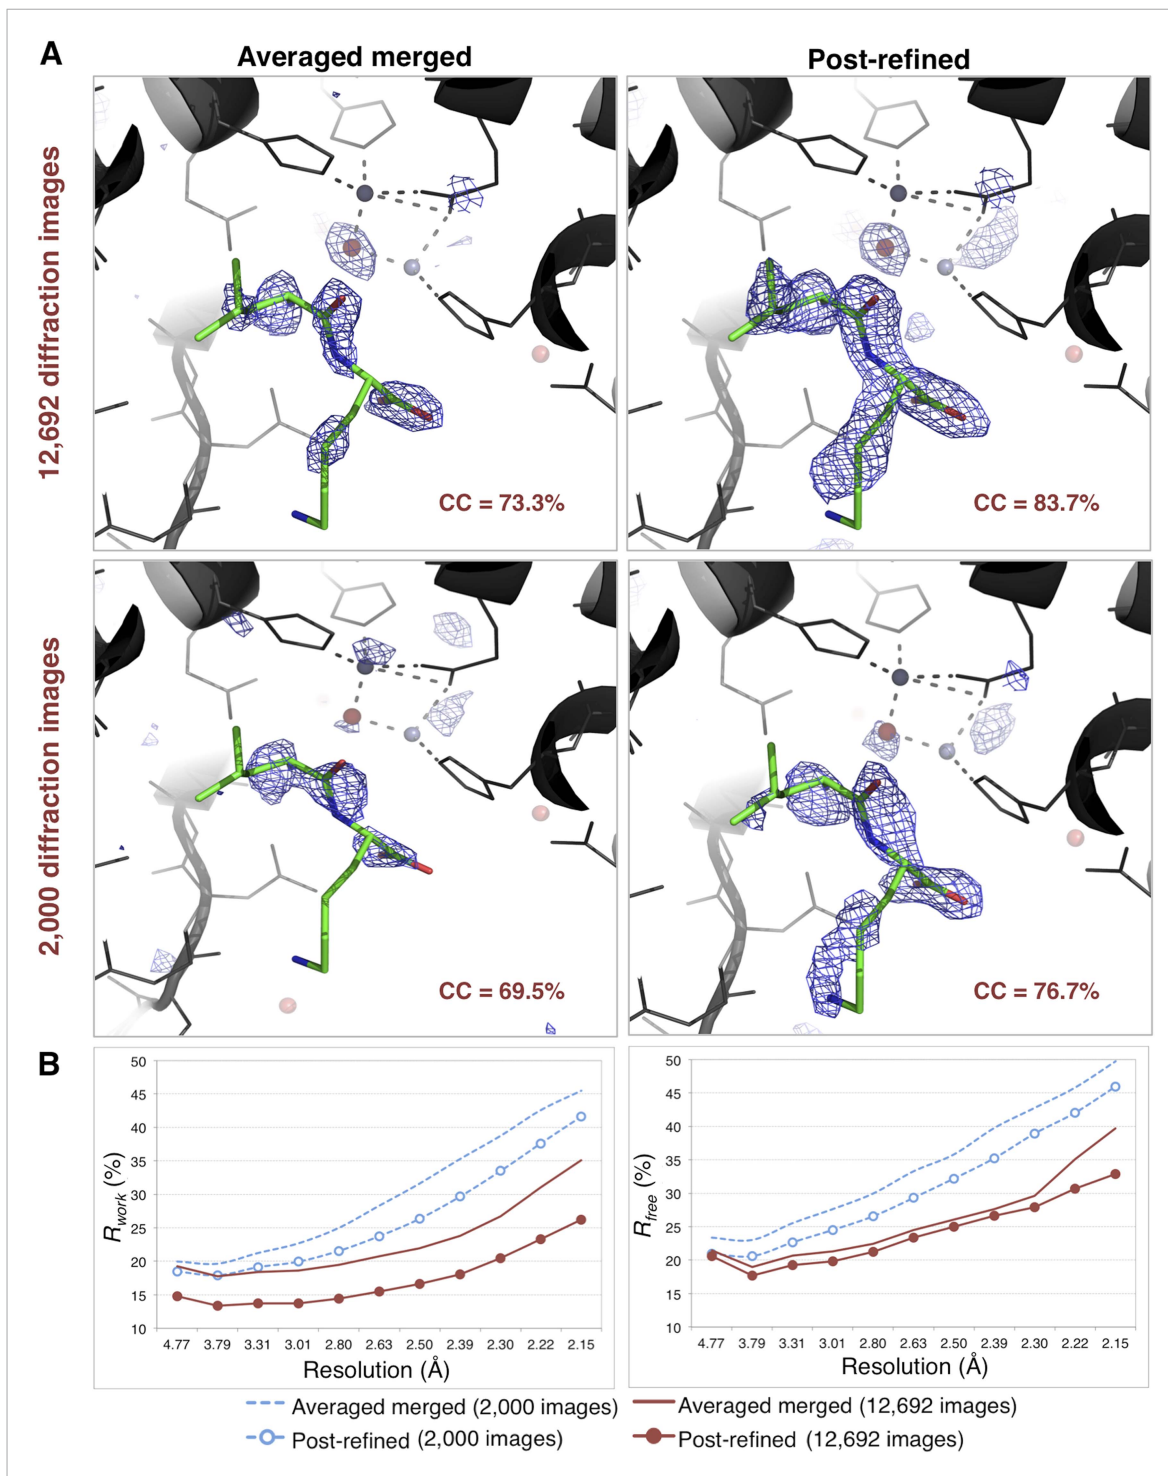 A
Averaged merged
Post-refined
12,692 diffraction images
CC = 73.3%
CC = 83.7%
2,000 diffraction images
CC = 69.5%
CC = 76.7%
B
50
45
40
35
30
25
20
15
10
Rwork (%)
4.77 3.79 3.31 3.01 2.80 2.63 2.50 2.39 2.30 2.22 2.15
Resolution (Å)
50
45
40
35
30
25
20
15
10
Rfree (%)
4.77 3.79 3.31 3.01 2.80 2.63 2.50 2.39 2.30 2.22 2.15
Resolution (Å)
Averaged merged (2,000 images)
Averaged merged (12,692 images)
Post-refined (2,000 images)
Post-refined (12,692 images)